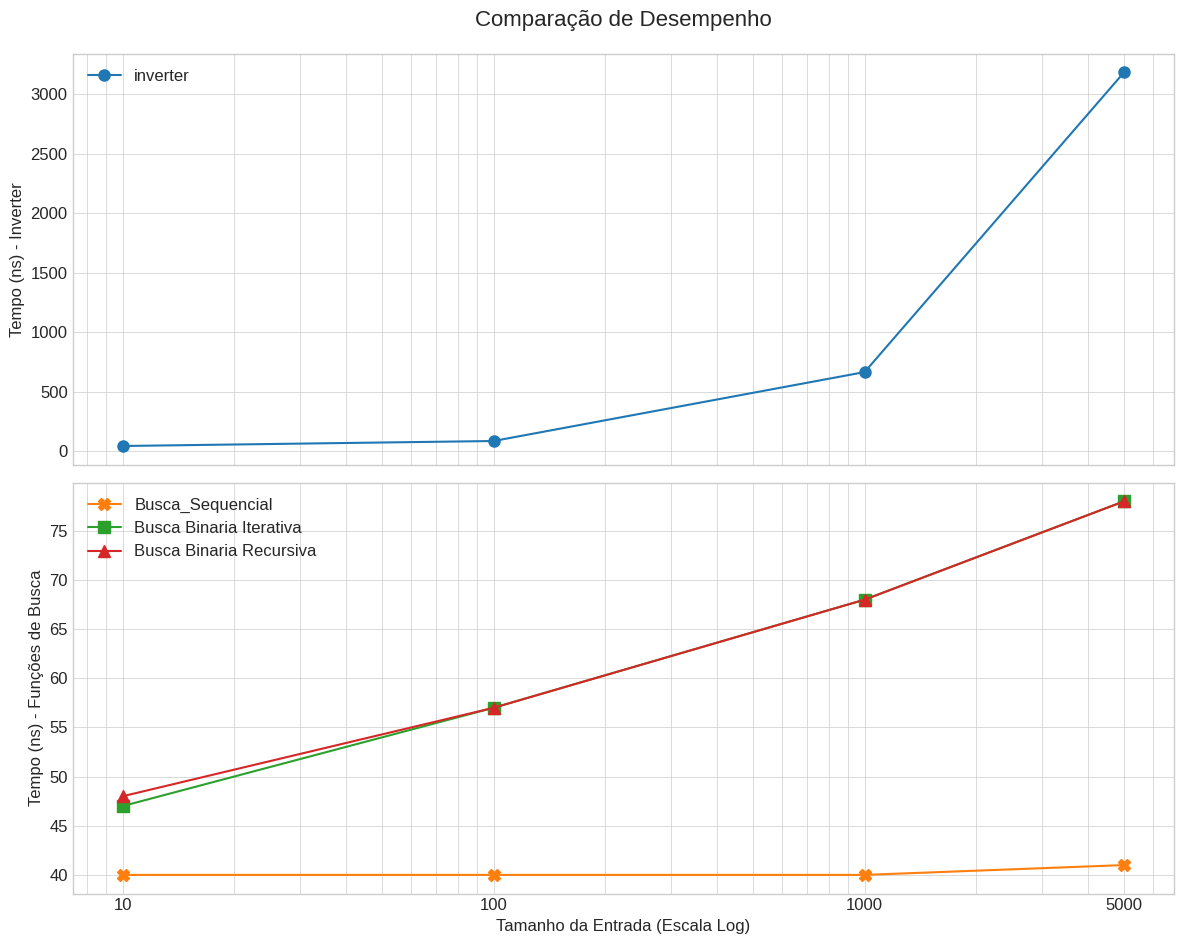 Comparação de Desempenho
inverter
3000
2500
2000
1500
1000
500
0
Tempo (ns) - Inverter
Busca_Sequencial
Busca Binaria Iterativa
Busca Binaria Recursiva
75
70
65
60
55
50
45
40
Tempo (ns) - Funções de Busca
10 100 1000 5000
Tamanho da Entrada (Escala Log)